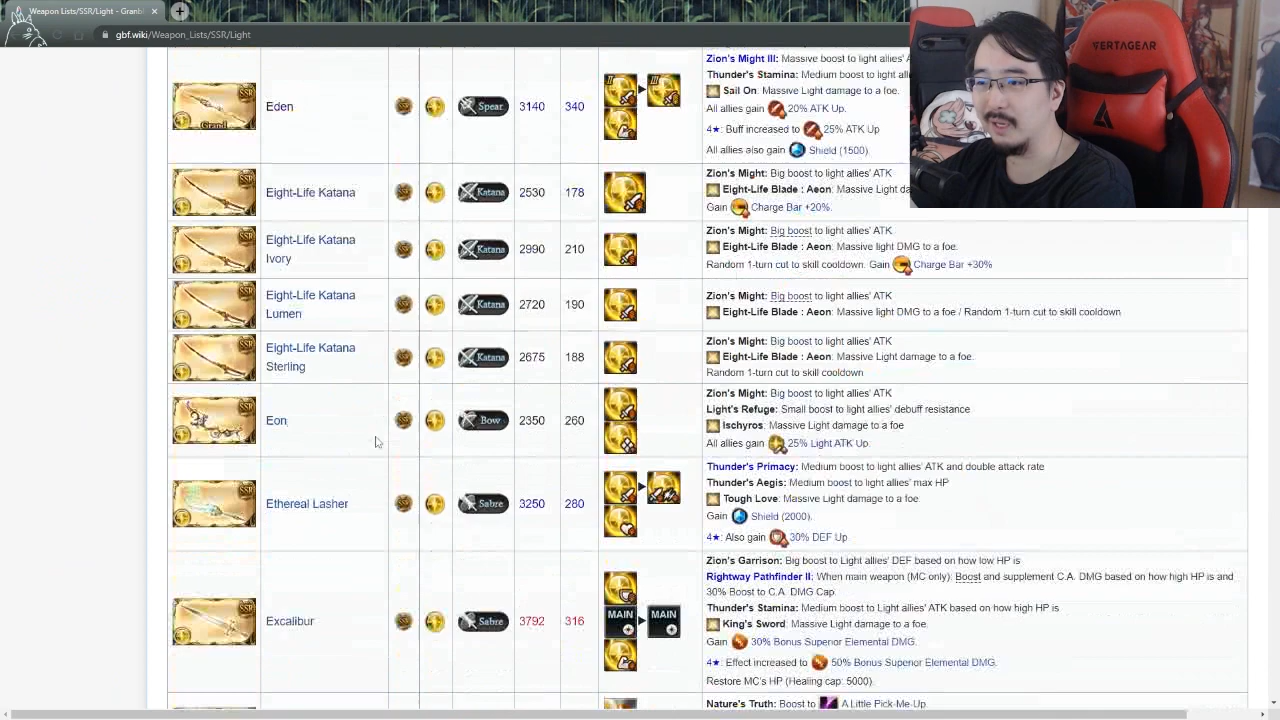 Weapon Lists/SSR/Light - Granb
gbf.wiki/Weapon_Lists/SSR/Light
VERTAGEAR
Zion's Might III: Massive boost to light allies' A
Thunder's Stamina: Medium boost to light alli
Sail On: Massive Light damage to a foe.
All allies gain 20% ATK Up.
4★: Buff increased to 25% ATK Up
All allies also gain Shield (1500)
SSR
Grand
Eden
Spear
3140
340
III
Zion's Might: Big boost to light allies' ATK
Eight-Life Blade : Aeon: Massive Light da
Gain Charge Bar +20%.
SSR
Eight-Life Katana
Katana
2530
178
Zion's Might: Big boost to light allies' ATK.
Eight-Life Blade : Aeon: Massive light DMG to a foe.
Random 1-turn cut to skill cooldown. Gain Charge Bar +30%
SSR
Eight-Life Katana
Ivory
Katana
2990
210
Zion's Might: Big boost to light allies' ATK
Eight-Life Blade : Aeon: Massive light DMG to a foe / Random 1-turn cut to skill cooldown
SSR
Eight-Life Katana
Lumen
Katana
2720
190
Zion's Might: Big boost to light allies' ATK
Eight-Life Blade : Aeon: Massive Light damage to a foe.
Random 1-turn cut to skill cooldown
SSR
Eight-Life Katana
Sterling
Katana
2675
188
Zion's Might: Big boost to light allies' ATK
Light's Refuge: Small boost to light allies' debuff resistance
Ischyros: Massive Light damage to a foe
All allies gain 25% Light ATK Up.
SSR
Eon
Bow
2350
260
Thunder's Primacy: Medium boost to light allies' ATK and double attack rate
Thunder's Aegis: Medium boost to light allies' max HP
Tough Love: Massive Light damage to a foe.
Gain Shield (2000).
4★: Also gain 30% DEF Up.
SSR
Ethereal Lasher
Sabre
3250
280
Zion's Garrison: Big boost to Light allies' DEF based on how low HP is
Rightway Pathfinder II: When main weapon (MC only): Boost and supplement C.A. DMG based on how high HP is and
30% Boost to C.A. DMG Cap.
Thunder's Stamina: Medium boost to Light allies' ATK based on how high HP is
King's Sword: Massive Light damage to a foe.
Gain 30% Bonus Superior Elemental DMG.
4★: Effect increased to 50% Bonus Superior Elemental DMG.
Restore MC's HP (Healing cap: 5000).
SSR
Excalibur
Sabre
3792
316
MAIN
MAIN
Nature's Truth: Boost to A Little Pick-Me-Up.